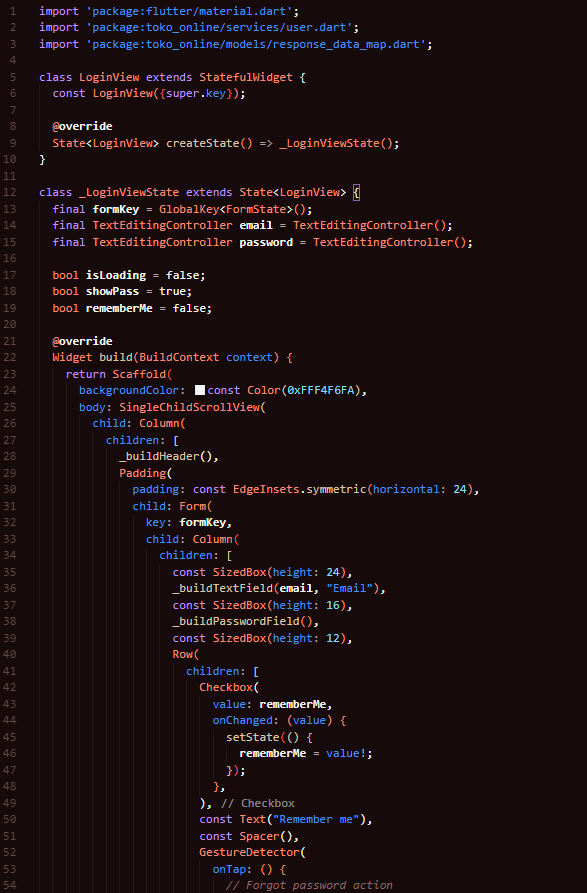 1 import 'package:flutter/material.dart';
2 import 'package:toko_online/services/user.dart';
3 import 'package:toko_online/models/response_data_map.dart';
4
5 class LoginView extends StatefulWidget {
6   const LoginView({super.key});
7
8   @override
9   State<LoginView> createState() => _LoginViewState();
10 }
11
12 class _LoginViewState extends State<LoginView> {
13   final formKey = GlobalKey<FormState>();
14   final TextEditingController email = TextEditingController();
15   final TextEditingController password = TextEditingController();
16
17   bool isLoading = false;
18   bool showPass = true;
19   bool rememberMe = false;
20
21   @override
22   Widget build(BuildContext context) {
23     return Scaffold(
24       backgroundColor: const Color(0xFFF4F6FA),
25       body: SingleChildScrollView(
26         child: Column(
27           children: [
28             _buildHeader(),
29             Padding(
30               padding: const EdgeInsets.symmetric(horizontal: 24),
31               child: Form(
32                 key: formKey,
33                 child: Column(
34                   children: [
35                     const SizedBox(height: 24),
36                     _buildTextField(email, "Email"),
37                     const SizedBox(height: 16),
38                     _buildPasswordField(),
39                     const SizedBox(height: 12),
40                     Row(
41                       children: [
42                         Checkbox(
43                           value: rememberMe,
44                           onChanged: (value) {
45                             setState(() {
46                               rememberMe = value!;
47                             });
48                           },
49                         ), // Checkbox
50                         const Text("Remember me"),
51                         const Spacer(),
52                         GestureDetector(
53                           onTap: () {
54                             // Forgot password action